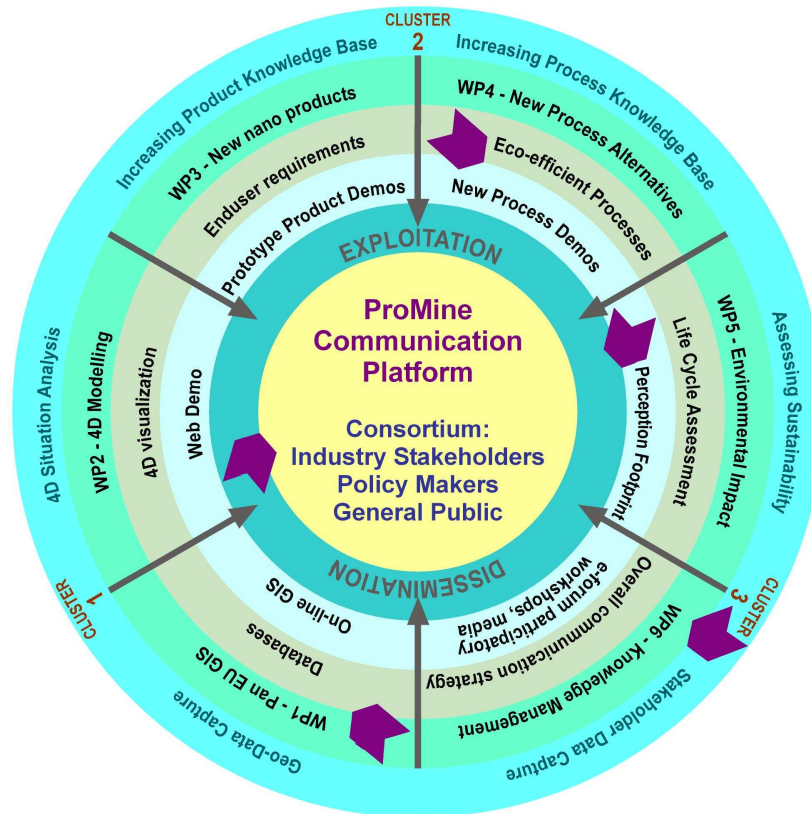 CLUSTER
2
Increasing Product Knowledge Base
Increasing Process Knowledge Base
WP3 - New nano products
WP4 - New Process Alternatives
Enduser requirements
Eco-efficient Processes
Prototype Product Demos
New Process Demos
EXPLOITATION
ProMine
Communication
Platform
Consortium:
Industry Stakeholders
Policy Makers
General Public
DISSEMINATION
4D Situation Analysis
WP2 - 4D Modelling
4D visualization
Web Demo
Assessing Sustainability
WP5 - Environmental Impact
Life Cycle Assessment
Perception Footprint
CLUSTER
1
Geo-Data Capture
WP1 - Pan EU GIS
Databases
On-line GIS
CLUSTER
3
Stakeholder Data Capture
WP6 - Knowledge Management
Overall communication strategy
e-forum participatory
workshops, media